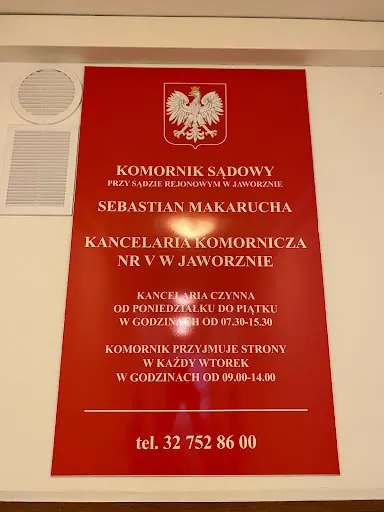 KOMORNIK SĄDOWY
PRZY SĄDZIE REJONOWYM W JAWORZNIE
SEBASTIAN MAKARUCHA
KANCELARIA KOMORNICZA
NR V W JAWORZNIE
KANCELARIA CZYNNA
OD PONIEDZIAŁKU DO PIĄTKU
W GODZINACH OD 07.30-15.30
KOMORNIK PRZYJMUJE STRONY
W KAŻDY WTOREK
W GODZINACH OD 09.00-14.00
tel. 32 752 86 00